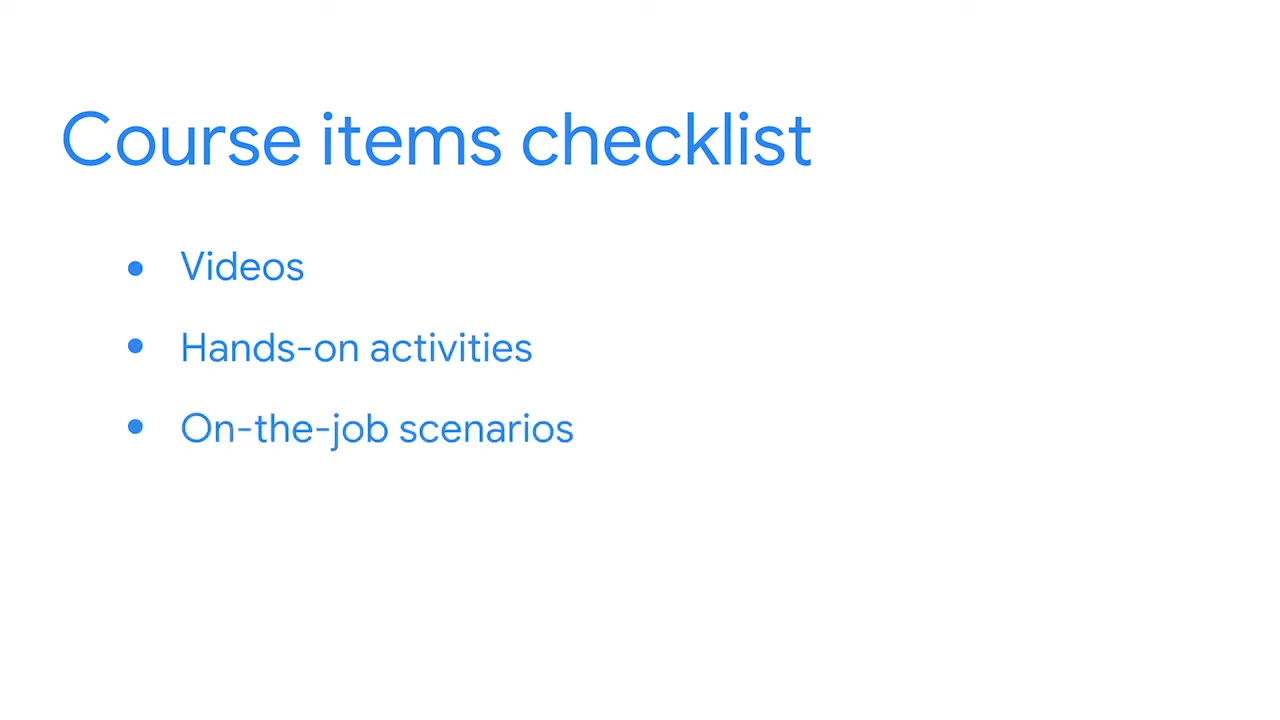 Course items checklist
• Videos
• Hands-on activities
• On-the-job scenarios